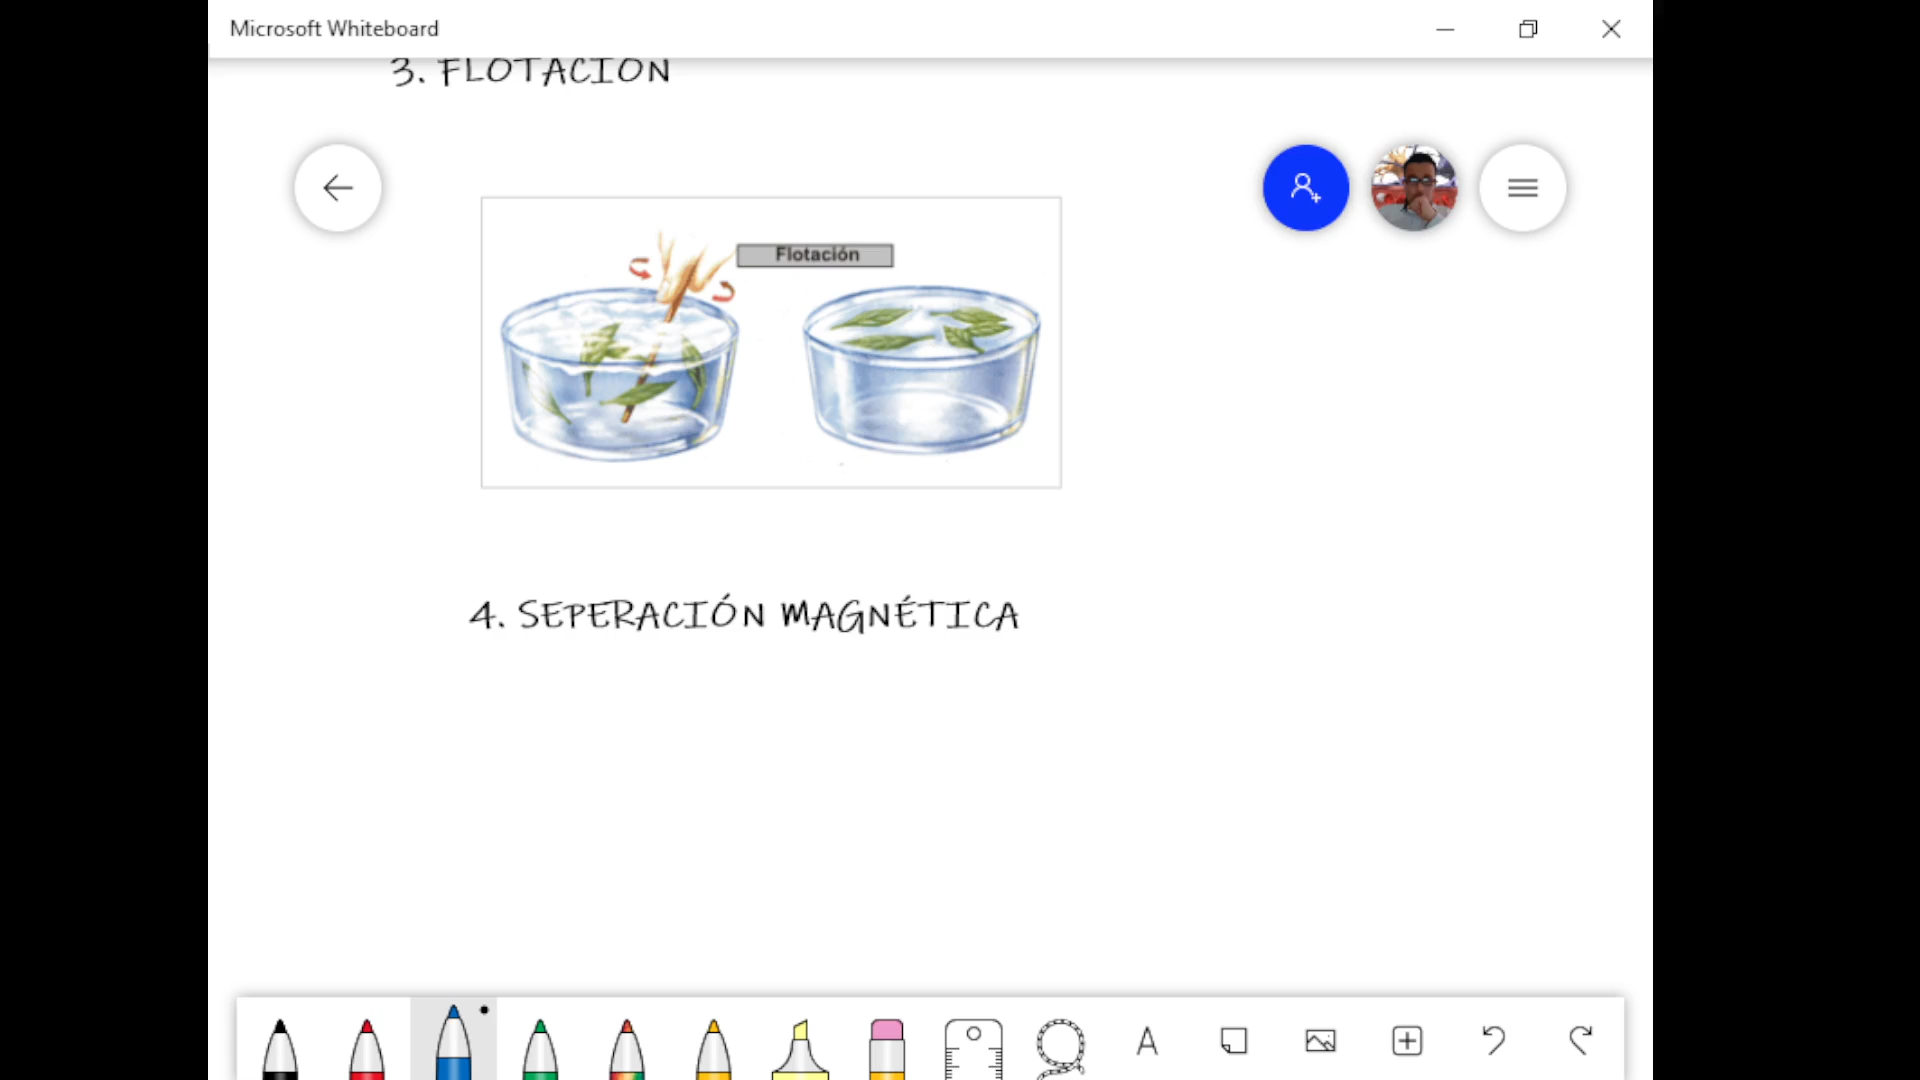 Microsoft Whiteboard
3. FLOTACION
Flotación
4. SEPERACIÓN MAGNÉTICA